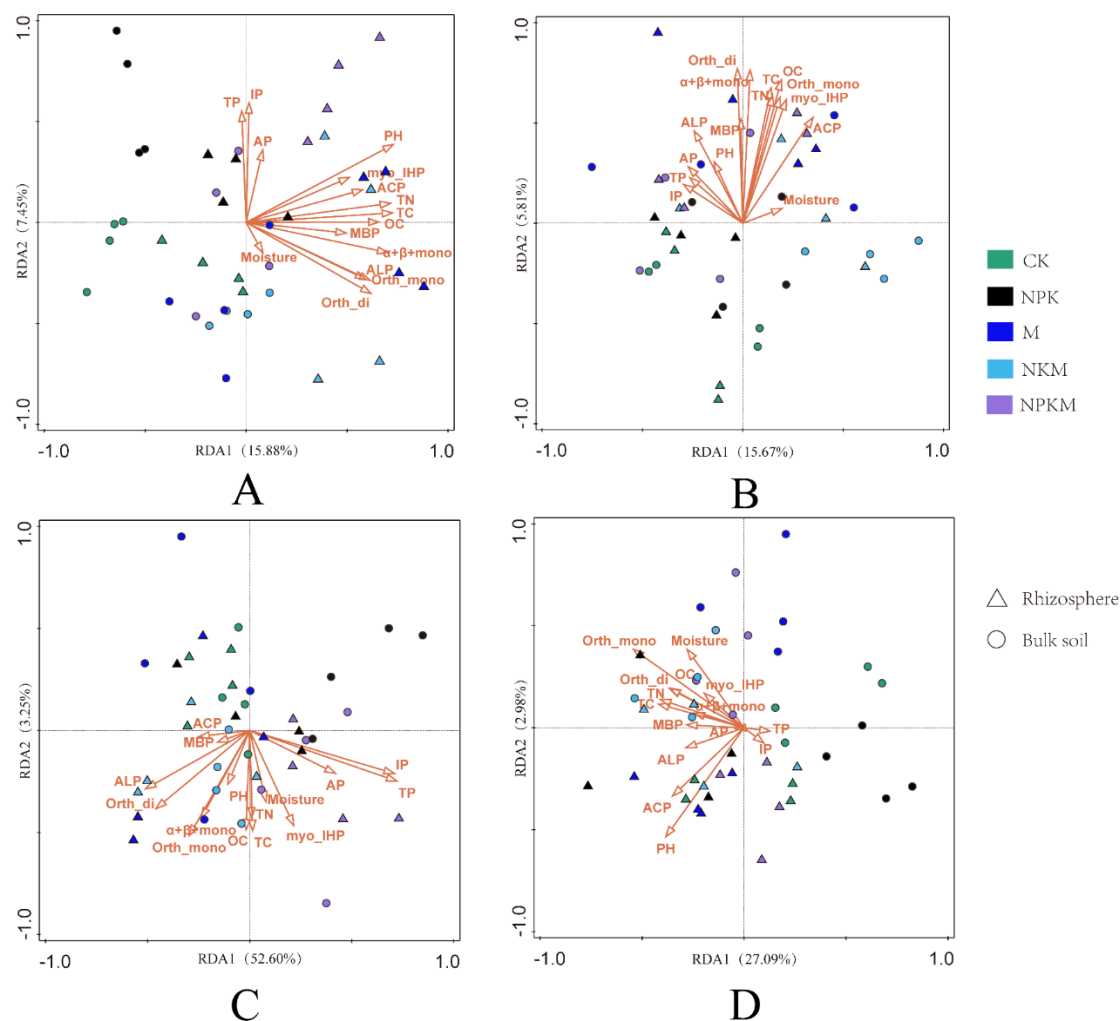 1.0
RDA2 (7.45%)
-1.0
-1.0
RDA1 (15.88%)
1.0
TP
IP
AP
PH
myo_IHP
ACP
TN
TC
OC
MBP
α+β+mono
Moisture
ALP
Orth_mono
Orth_di
A
1.0
RDA2 (5.81%)
-1.0
-1.0
RDA1 (15.67%)
1.0
Orth_di
OC
α+β+mono
TC
Orth_mono
TN
myo_IHP
ALP
MBP
ACP
PH
AP
TP
IP
Moisture
B
CK
NPK
M
NKM
NPKM
1.0
RDA2 (3.25%)
-1.0
-1.0
RDA1 (52.60%)
1.0
ACP
MBP
ALP
Orth_di
PH
Moisture
AP
IP
TP
α+β+mono
TN
Orth_mono
OC
TC
myo_IHP
C
1.0
RDA2 (2.98%)
-1.0
-1.0
RDA1 (27.09%)
1.0
Orth_mono
Moisture
OC
Orth_di
myo_IHP
TN
TC
α+β+mono
MBP
AP
TP
IP
ALP
ACP
PH
D
Rhizosphere
Bulk soil